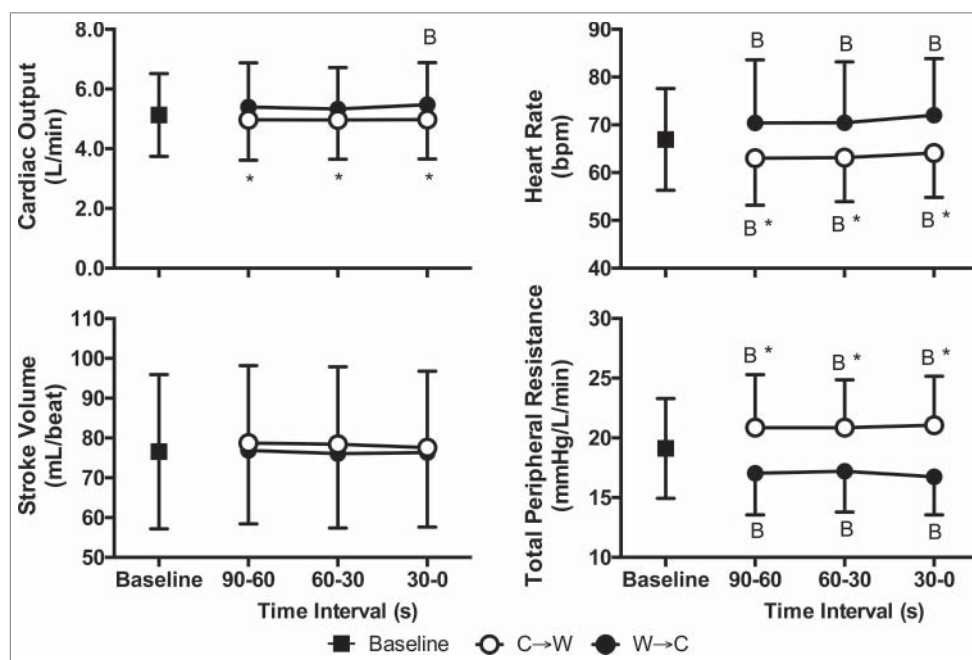 Cardiac Output
(L/min)
8.0
6.0
4.0
2.0
0.0
B
* * *
Heart Rate
(bpm)
90
80
70
60
50
40
B B B
B * B * B *
Stroke Volume
(mL/beat)
110
100
90
80
70
60
50
Baseline 90-60 60-30 30-0
Time Interval (s)
Total Peripheral Resistance
(mmHg/L/min)
30
25
20
15
10
B * B * B *
B B B
Baseline 90-60 60-30 30-0
Time Interval (s)
Baseline C→W W→C